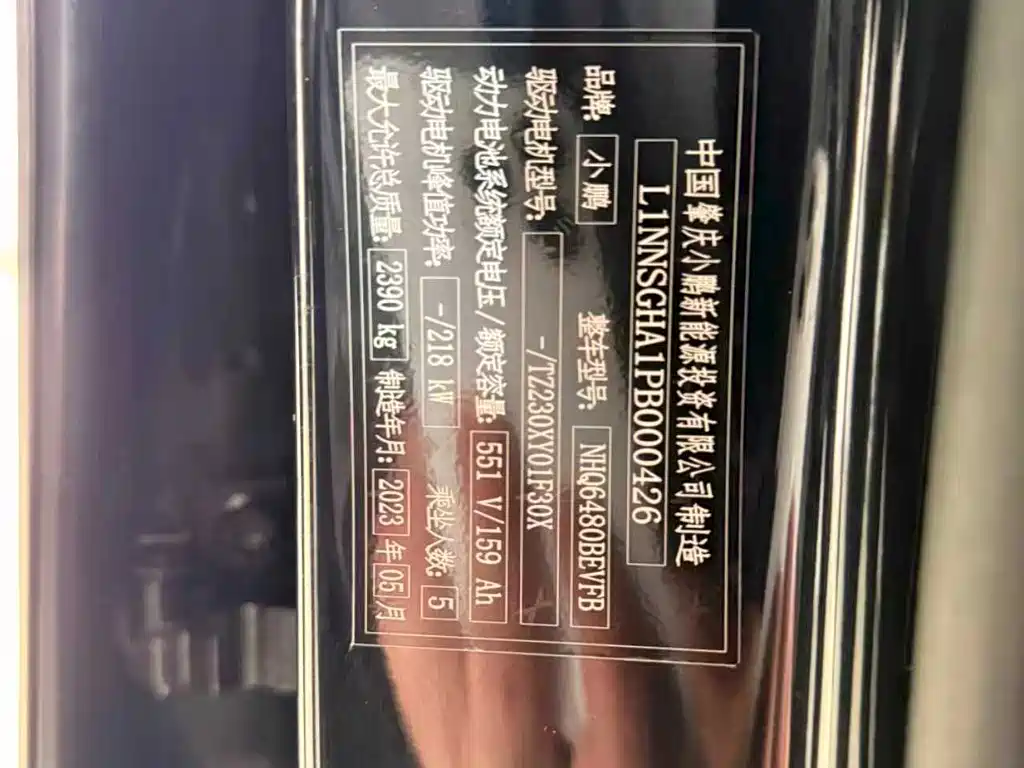 中国肇庆小鹏新能源投资有限公司制造
L1NNSGHA1PB000426
品牌: 小鹏 整车型号: NHQ6480BEVFB
驱动电机型号: -/TZ230XY01F30X
动力电池系统额定电压/额定容量: 551 V/159 Ah
驱动电机峰值功率: -/218 kW 乘坐人数: 5
最大允许总质量: 2390 kg 制造年月: 2023 年 05 月